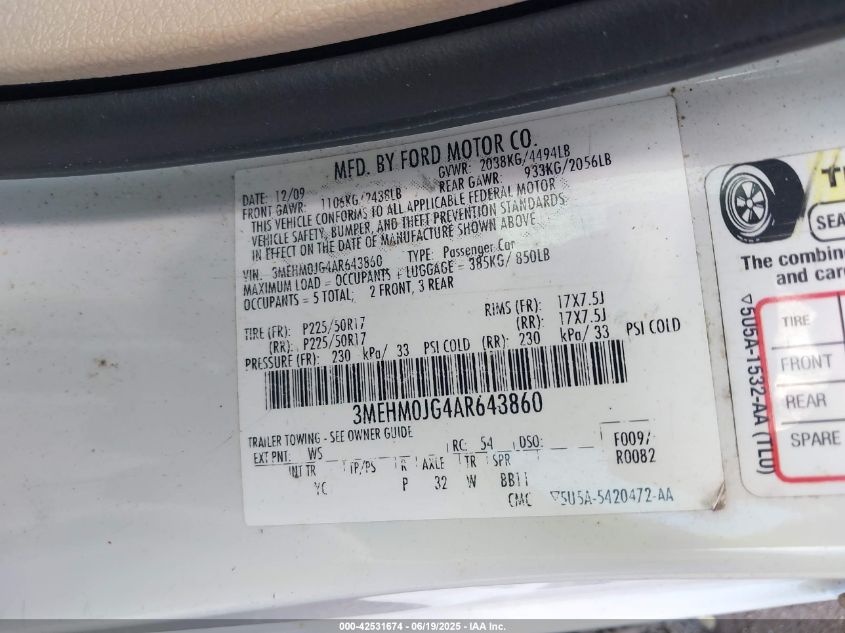 MFD. BY FORD MOTOR CO.
DATE: 12/09 GVWR: 2038KG/4494LB
FRONT GAWR: 1106KG/2438LB REAR GAWR: 933KG/2056LB
THIS VEHICLE CONFORMS TO ALL APPLICABLE FEDERAL MOTOR
VEHICLE SAFETY, BUMPER, AND THEFT PREVENTION STANDARDS
IN EFFECT ON THE DATE OF MANUFACTURE SHOWN ABOVE.
VIN: 3MEHM0JG4AR643860 TYPE: Passenger Car
MAXIMUM LOAD = OCCUPANTS + LUGGAGE = 385KG/ 850LB
OCCUPANTS = 5 TOTAL; 2 FRONT, 3 REAR
TIRE (FR): P225/50R17 RIMS (FR): 17X7.5J
(RR): P225/50R17 (RR): 17X7.5J
PRESSURE (FR): 230 kPa/ 33 PSI COLD (RR): 230 kPa/ 33 PSI COLD
3MEHM0JG4AR643860
TRAILER TOWING - SEE OWNER GUIDE
EXT PNT: WS RC: 54 DSO: F0097
INT TR TP/PS R AXLE TR SPR R0082
YC P 32 W BB11
CMC ▽5U5A-5420472-AA
SEA
The combin
and car
TIRE
FRONT
REAR
SPARE
▽5U5A-1532-AA (TL0)
000-42531674 - 06/19/2025 - IAA Inc.